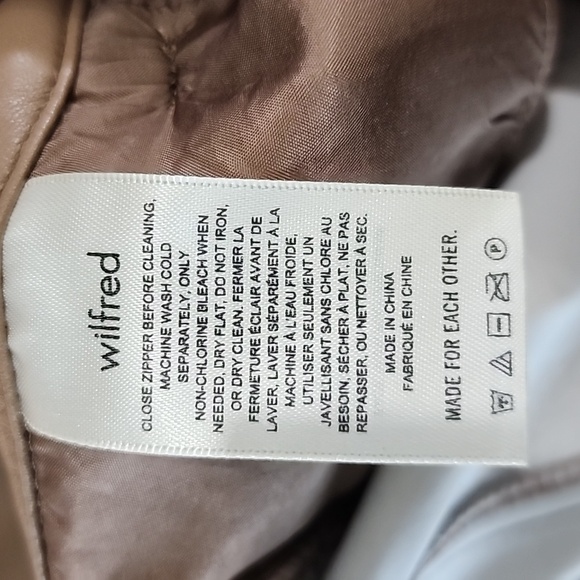 wilfred
CLOSE ZIPPER BEFORE CLEANING,
MACHINE WASH COLD
SEPARATELY, ONLY
NON-CHLORINE BLEACH WHEN
NEEDED, DRY FLAT, DO NOT IRON,
OR DRY CLEAN. FERMER LA
FERMETURE ÉCLAIR AVANT DE
LAVER, LAVER SÉPARÉMENT À LA
MACHINE À L'EAU FROIDE,
UTILISER SEULEMENT UN
JAVELLISANT SANS CHLORE AU
BESOIN, SÉCHER À PLAT, NE PAS
REPASSER, OU NETTOYER À SEC.
MADE IN CHINA
FABRIQUÉ EN CHINE
MADE FOR EACH OTHER.
P